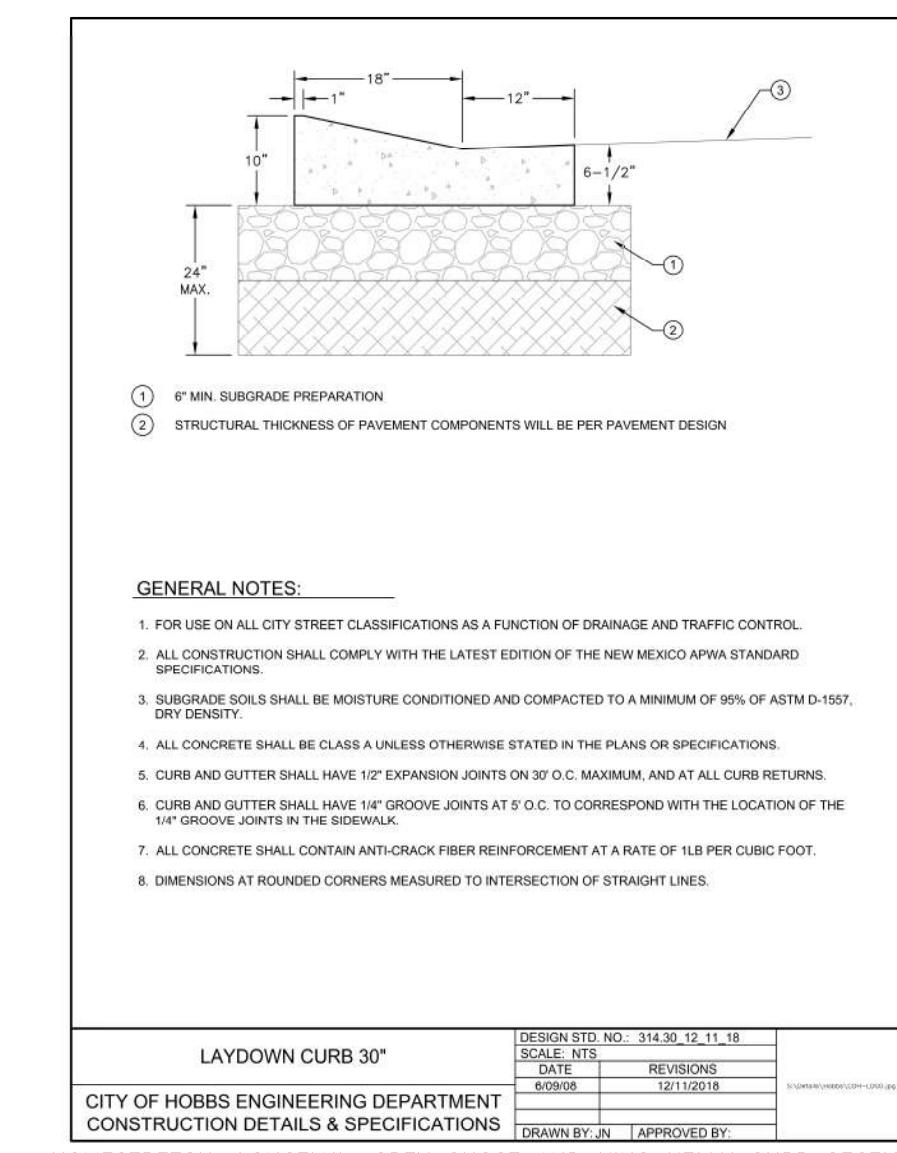 18"
1"
12"
3
10"
6-1/2"
1
24"
MAX.
2
1 6" MIN. SUBGRADE PREPARATION
2 STRUCTURAL THICKNESS OF PAVEMENT COMPONENTS WILL BE PER PAVEMENT DESIGN
GENERAL NOTES:
1. FOR USE ON ALL CITY STREET CLASSIFICATIONS AS A FUNCTION OF DRAINAGE AND TRAFFIC CONTROL.
2. ALL CONSTRUCTION SHALL COMPLY WITH THE LATEST EDITION OF THE NEW MEXICO APWA STANDARD
SPECIFICATIONS.
3. SUBGRADE SOILS SHALL BE MOISTURE CONDITIONED AND COMPACTED TO A MINIMUM OF 95% OF ASTM D-1557,
DRY DENSITY.
4. ALL CONCRETE SHALL BE CLASS A UNLESS OTHERWISE STATED IN THE PLANS OR SPECIFICATIONS.
5. CURB AND GUTTER SHALL HAVE 1/2" EXPANSION JOINTS ON 30' O.C. MAXIMUM, AND AT ALL CURB RETURNS.
6. CURB AND GUTTER SHALL HAVE 1/4" GROOVE JOINTS AT 5' O.C. TO CORRESPOND WITH THE LOCATION OF THE
1/4" GROOVE JOINTS IN THE SIDEWALK.
7. ALL CONCRETE SHALL CONTAIN ANTI-CRACK FIBER REINFORCEMENT AT A RATE OF 1LB PER CUBIC FOOT.
8. DIMENSIONS AT ROUNDED CORNERS MEASURED TO INTERSECTION OF STRAIGHT LINES.
LAYDOWN CURB 30"
CITY OF HOBBS ENGINEERING DEPARTMENT
CONSTRUCTION DETAILS & SPECIFICATIONS
DESIGN STD. NO.: 314.30_12_11_18
SCALE: NTS
DATE REVISIONS
6/09/08 12/11/2018
DRAWN BY: JN APPROVED BY: